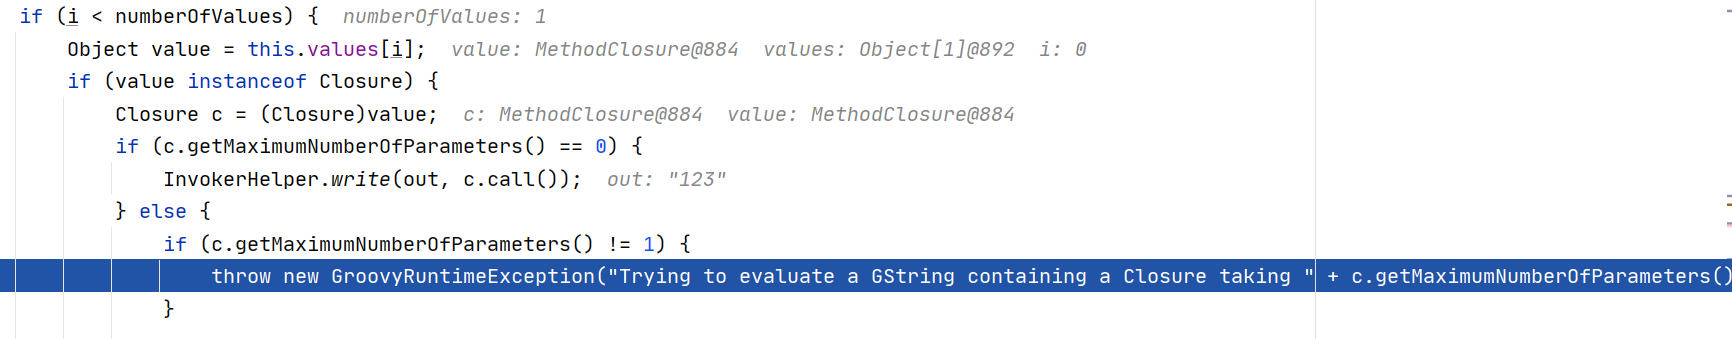 if (i < numberOfValues) {  numberOfValues: 1
Object value = this.values[i];  value: MethodClosure@884  values: Object[1]@892  i: 0
if (value instanceof Closure) {
Closure c = (Closure)value;  c: MethodClosure@884  value: MethodClosure@884
if (c.getMaximumNumberOfParameters() == 0) {
InvokerHelper.write(out, c.call());  out: "123"
} else {
if (c.getMaximumNumberOfParameters() != 1) {
throw new GroovyRuntimeException("Trying to evaluate a GString containing a Closure taking " + c.getMaximumNumberOfParameters()
}